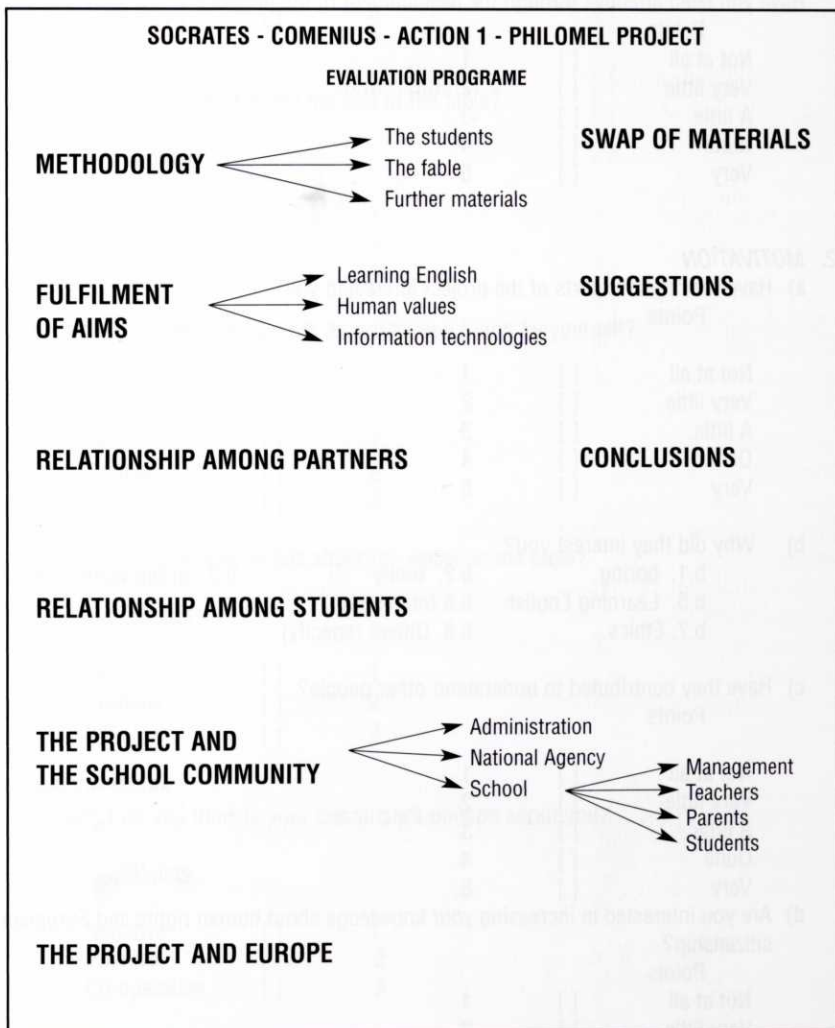 SOCRATES - COMENIUS - ACTION 1 - PHILOMEL PROJECT
EVALUATION PROGRAME
METHODOLOGY
The students
The fable
Further materials
SWAP OF MATERIALS
FULFILMENT
OF AIMS
Learning English
Human values
Information technologies
SUGGESTIONS
RELATIONSHIP AMONG PARTNERS
CONCLUSIONS
RELATIONSHIP AMONG STUDENTS
THE PROJECT AND
THE SCHOOL COMMUNITY
Administration
National Agency
School
Management
Teachers
Parents
Students
THE PROJECT AND EUROPE